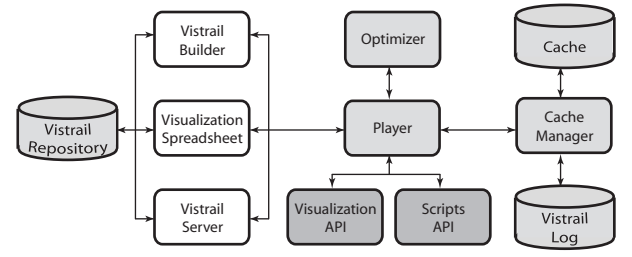 Vistrail
Builder
Optimizer
Cache
Vistrail
Repository
Visualization
Spreadsheet
Player
Cache
Manager
Vistrail
Server
Visualization
API
Scripts
API
Vistrail
Log